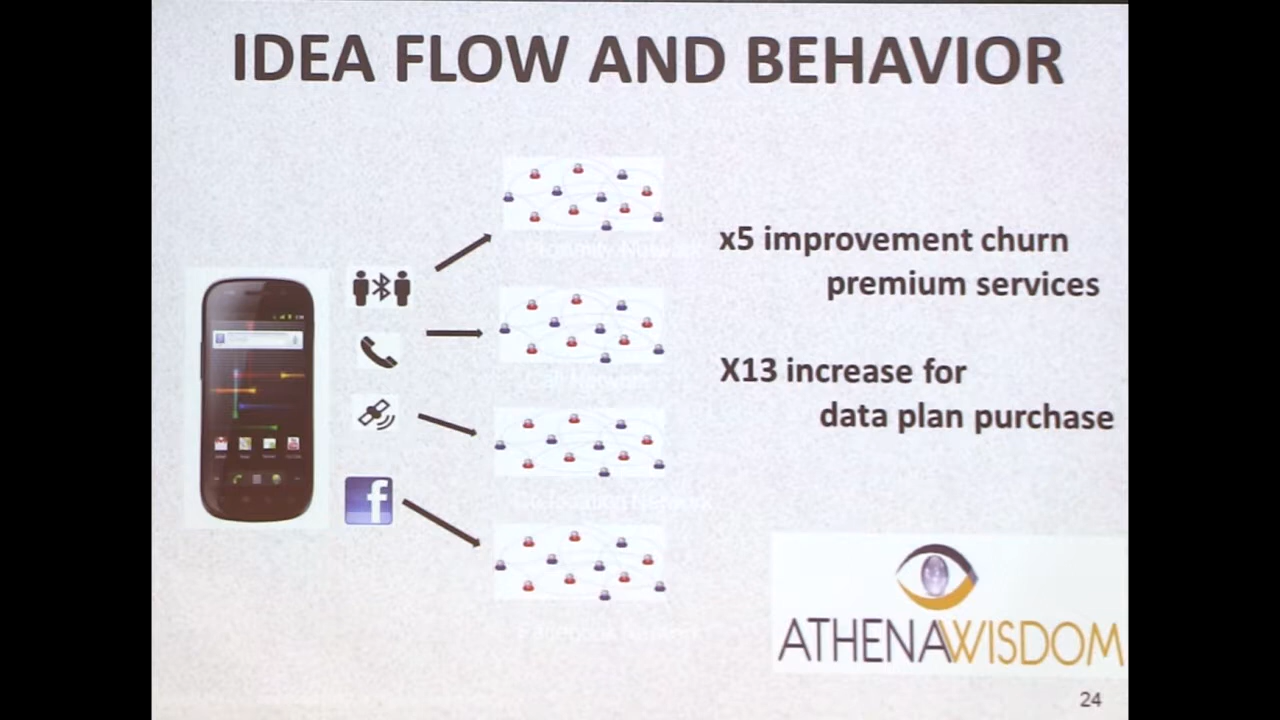 IDEA FLOW AND BEHAVIOR
x5 improvement churn
premium services
X13 increase for
data plan purchase
f
ATHENAWISDOM
24